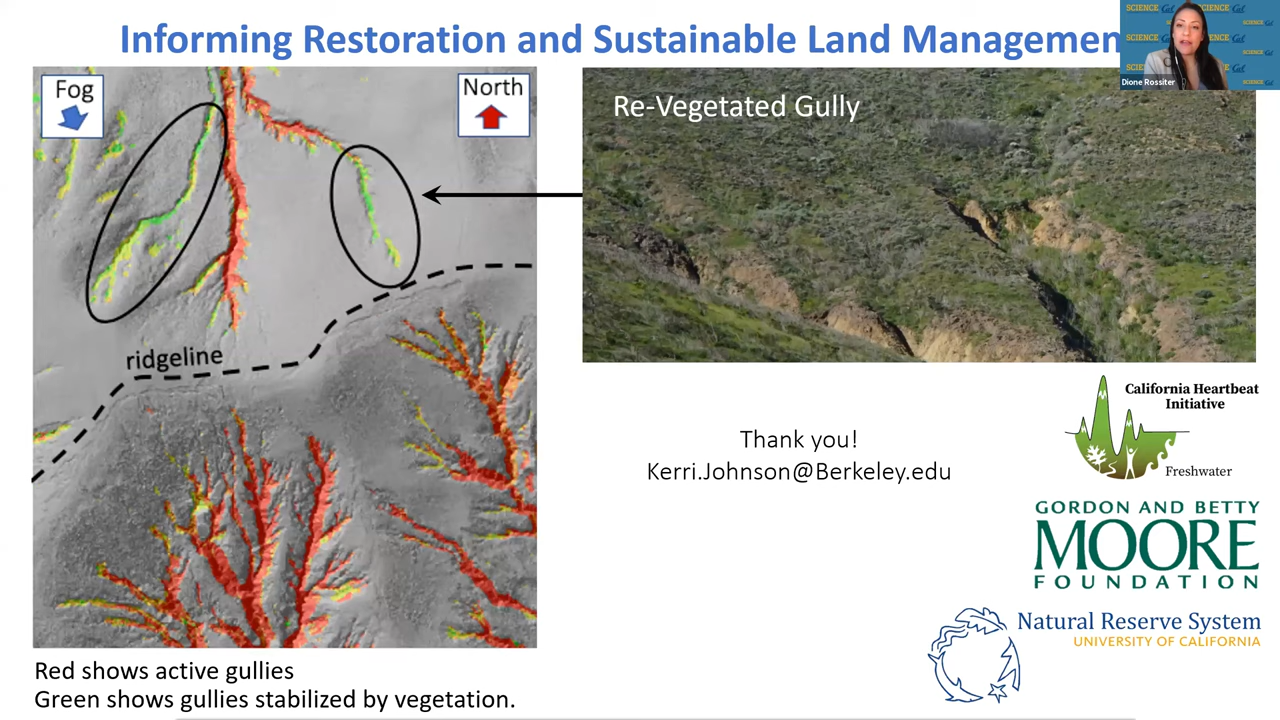 Informing Restoration and Sustainable Land Managemen
Fog
North
ridgeline
Red shows active gullies
Green shows gullies stabilized by vegetation.
Re-Vegetated Gully
Thank you!
Kerri.Johnson@Berkeley.edu
California Heartbeat
Initiative
Freshwater
GORDON AND BETTY
MOORE
FOUNDATION
Natural Reserve System
UNIVERSITY OF CALIFORNIA
SCIENCE Cal
Dione Rossiter